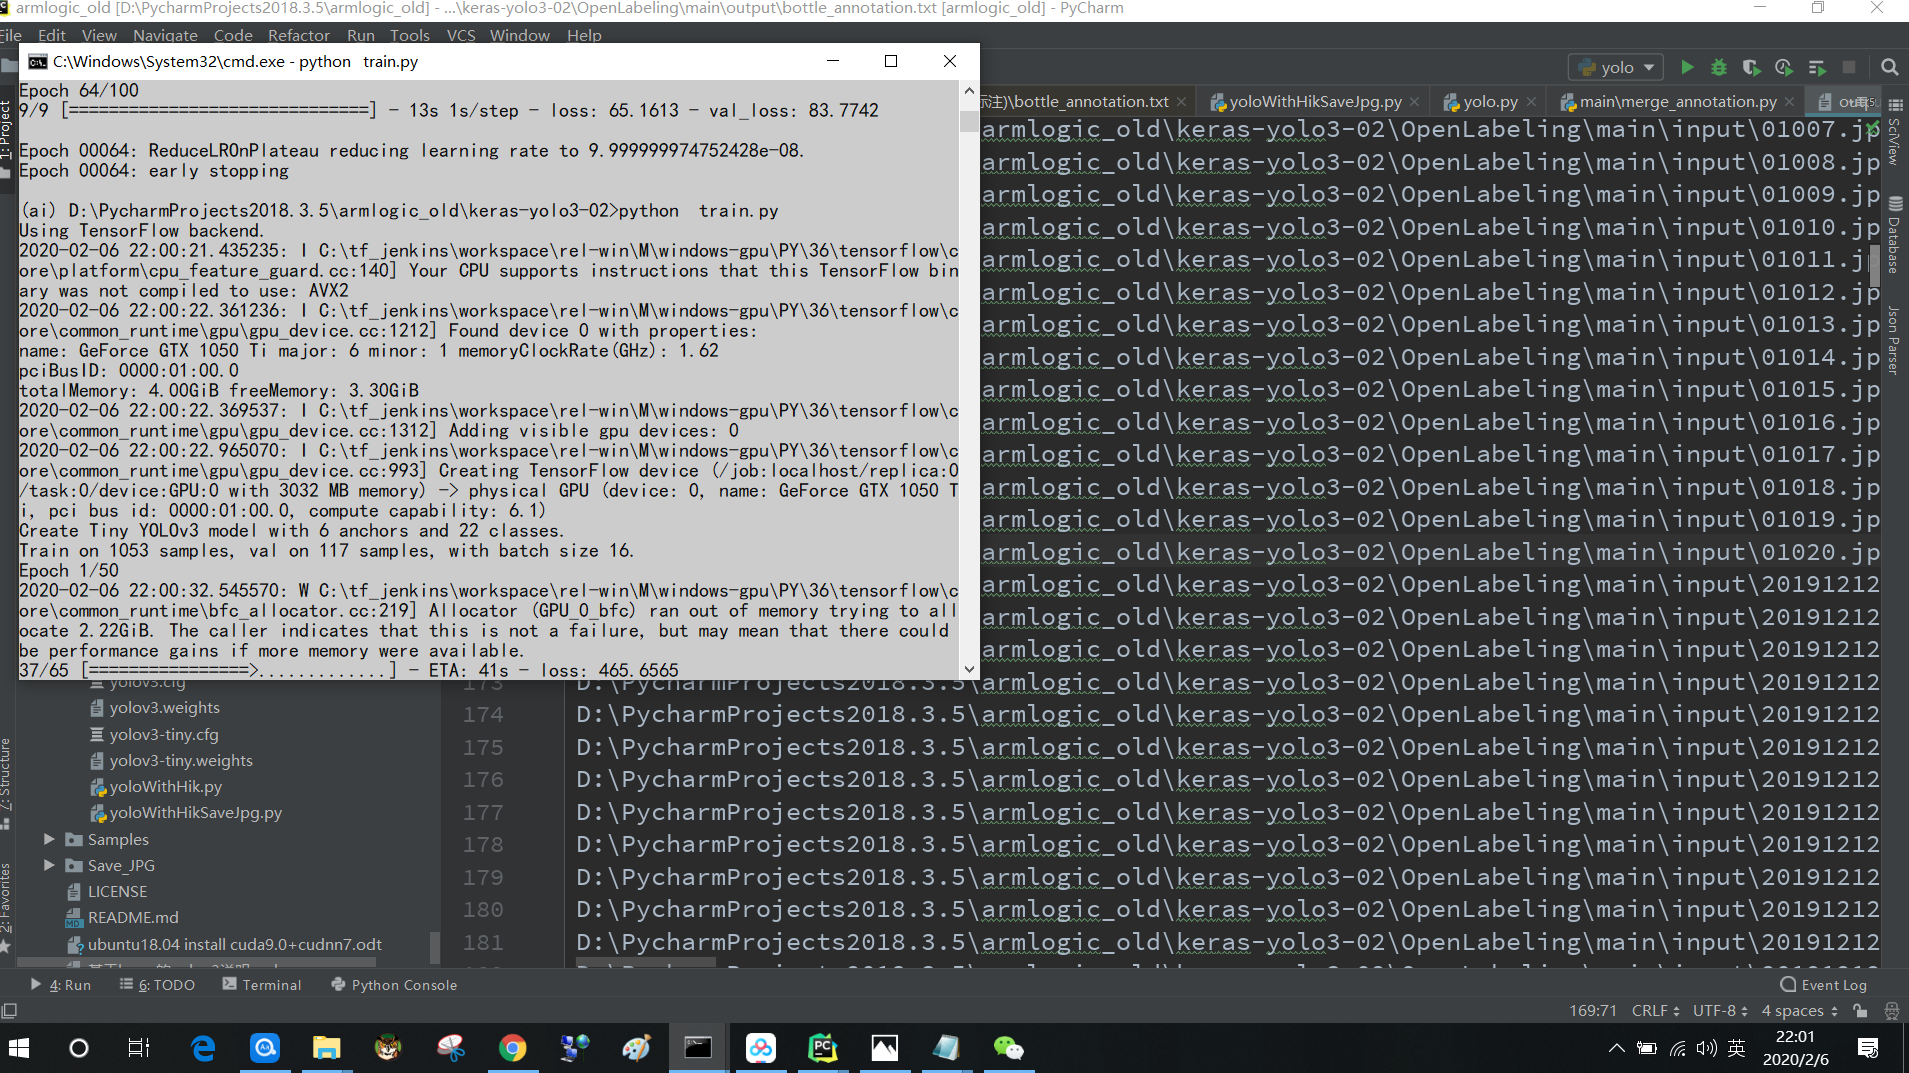 armlogic_old [D:\PycharmProjects2018.3.5\armlogic_old] - ...\keras-yolo3-02\OpenLabeling\main\output\bottle_annotation.txt [armlogic_old] - PyCharm
File Edit View Navigate Code Refactor Run Tools VCS Window Help
C:\Windows\System32\cmd.exe - python  train.py
yolo
标注)\bottle_annotation.txt
yoloWithHikSaveJpg.py
yolo.py
main\merge_annotation.py
Epoch 64/100
9/9 [==============================] - 13s 1s/step - loss: 65.1613 - val_loss: 83.7742
Epoch 00064: ReduceLROnPlateau reducing learning rate to 9.999999974752428e-08.
Epoch 00064: early stopping
(ai) D:\PycharmProjects2018.3.5\armlogic_old\keras-yolo3-02>python  train.py
Using TensorFlow backend.
2020-02-06 22:00:21.435235: I C:\tf_jenkins\workspace\rel-win\M\windows-gpu\PY\36\tensorflow\c
ore\platform\cpu_feature_guard.cc:140] Your CPU supports instructions that this TensorFlow bin
ary was not compiled to use: AVX2
2020-02-06 22:00:22.361236: I C:\tf_jenkins\workspace\rel-win\M\windows-gpu\PY\36\tensorflow\c
ore\common_runtime\gpu\gpu_device.cc:1212] Found device 0 with properties:
name: GeForce GTX 1050 Ti major: 6 minor: 1 memoryClockRate(GHz): 1.62
pciBusID: 0000:01:00.0
totalMemory: 4.00GiB freeMemory: 3.30GiB
2020-02-06 22:00:22.369537: I C:\tf_jenkins\workspace\rel-win\M\windows-gpu\PY\36\tensorflow\c
ore\common_runtime\gpu\gpu_device.cc:1312] Adding visible gpu devices: 0
2020-02-06 22:00:22.965070: I C:\tf_jenkins\workspace\rel-win\M\windows-gpu\PY\36\tensorflow\c
ore\common_runtime\gpu\gpu_device.cc:993] Creating TensorFlow device (/job:localhost/replica:0
/task:0/device:GPU:0 with 3032 MB memory) -> physical GPU (device: 0, name: GeForce GTX 1050 T
i, pci bus id: 0000:01:00.0, compute capability: 6.1)
Create Tiny YOLOv3 model with 6 anchors and 22 classes.
Train on 1053 samples, val on 117 samples, with batch size 16.
Epoch 1/50
2020-02-06 22:00:32.545570: W C:\tf_jenkins\workspace\rel-win\M\windows-gpu\PY\36\tensorflow\c
ore\common_runtime\bfc_allocator.cc:219] Allocator (GPU_0_bfc) ran out of memory trying to all
ocate 2.22GiB. The caller indicates that this is not a failure, but may mean that there could
be performance gains if more memory were available.
37/65 [================>.............] - ETA: 41s - loss: 465.6565
armlogic_old\keras-yolo3-02\OpenLabeling\main\input\01007.jp
armlogic_old\keras-yolo3-02\OpenLabeling\main\input\01008.jp
armlogic_old\keras-yolo3-02\OpenLabeling\main\input\01009.jp
armlogic_old\keras-yolo3-02\OpenLabeling\main\input\01010.jp
armlogic_old\keras-yolo3-02\OpenLabeling\main\input\01011.j
armlogic_old\keras-yolo3-02\OpenLabeling\main\input\01012.jp
armlogic_old\keras-yolo3-02\OpenLabeling\main\input\01013.jp
armlogic_old\keras-yolo3-02\OpenLabeling\main\input\01014.jp
armlogic_old\keras-yolo3-02\OpenLabeling\main\input\01015.jp
armlogic_old\keras-yolo3-02\OpenLabeling\main\input\01016.jp
armlogic_old\keras-yolo3-02\OpenLabeling\main\input\01017.jp
armlogic_old\keras-yolo3-02\OpenLabeling\main\input\01018.jp
armlogic_old\keras-yolo3-02\OpenLabeling\main\input\01019.jp
armlogic_old\keras-yolo3-02\OpenLabeling\main\input\01020.jp
armlogic_old\keras-yolo3-02\OpenLabeling\main\input\20191212
armlogic_old\keras-yolo3-02\OpenLabeling\main\input\20191212
armlogic_old\keras-yolo3-02\OpenLabeling\main\input\20191212
173 D:\PycharmProjects2018.3.5\armlogic_old\keras-yolo3-02\OpenLabeling\main\input\20191212
174 D:\PycharmProjects2018.3.5\armlogic_old\keras-yolo3-02\OpenLabeling\main\input\20191212
175 D:\PycharmProjects2018.3.5\armlogic_old\keras-yolo3-02\OpenLabeling\main\input\20191212
176 D:\PycharmProjects2018.3.5\armlogic_old\keras-yolo3-02\OpenLabeling\main\input\20191212
177 D:\PycharmProjects2018.3.5\armlogic_old\keras-yolo3-02\OpenLabeling\main\input\20191212
178 D:\PycharmProjects2018.3.5\armlogic_old\keras-yolo3-02\OpenLabeling\main\input\20191212
179 D:\PycharmProjects2018.3.5\armlogic_old\keras-yolo3-02\OpenLabeling\main\input\20191212
180 D:\PycharmProjects2018.3.5\armlogic_old\keras-yolo3-02\OpenLabeling\main\input\20191212
181 D:\PycharmProjects2018.3.5\armlogic_old\keras-yolo3-02\OpenLabeling\main\input\20191212
yolov3.cfg
yolov3.weights
yolov3-tiny.cfg
yolov3-tiny.weights
yoloWithHik.py
yoloWithHikSaveJpg.py
Samples
Save_JPG
LICENSE
README.md
ubuntu18.04 install cuda9.0+cudnn7.odt
1: Project
7: Structure
2: Favorites
SciView
Database
Json Parser
4: Run
6: TODO
Terminal
Python Console
Event Log
169:71 CRLF UTF-8 4 spaces
英
22:01
2020/2/6